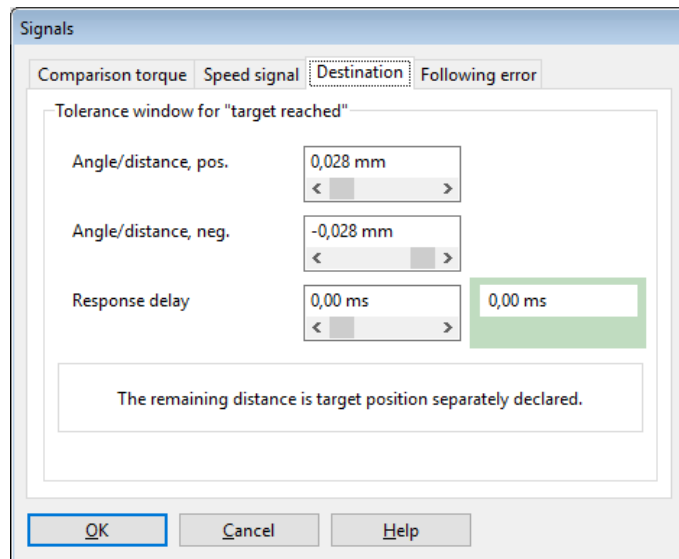 Signals
Comparison torque Speed signal Destination Following error
Tolerance window for "target reached"
Angle/distance, pos. 0,028 mm
Angle/distance, neg. -0,028 mm
Response delay 0,00 ms 0,00 ms
The remaining distance is target position separately declared.
OK Cancel Help